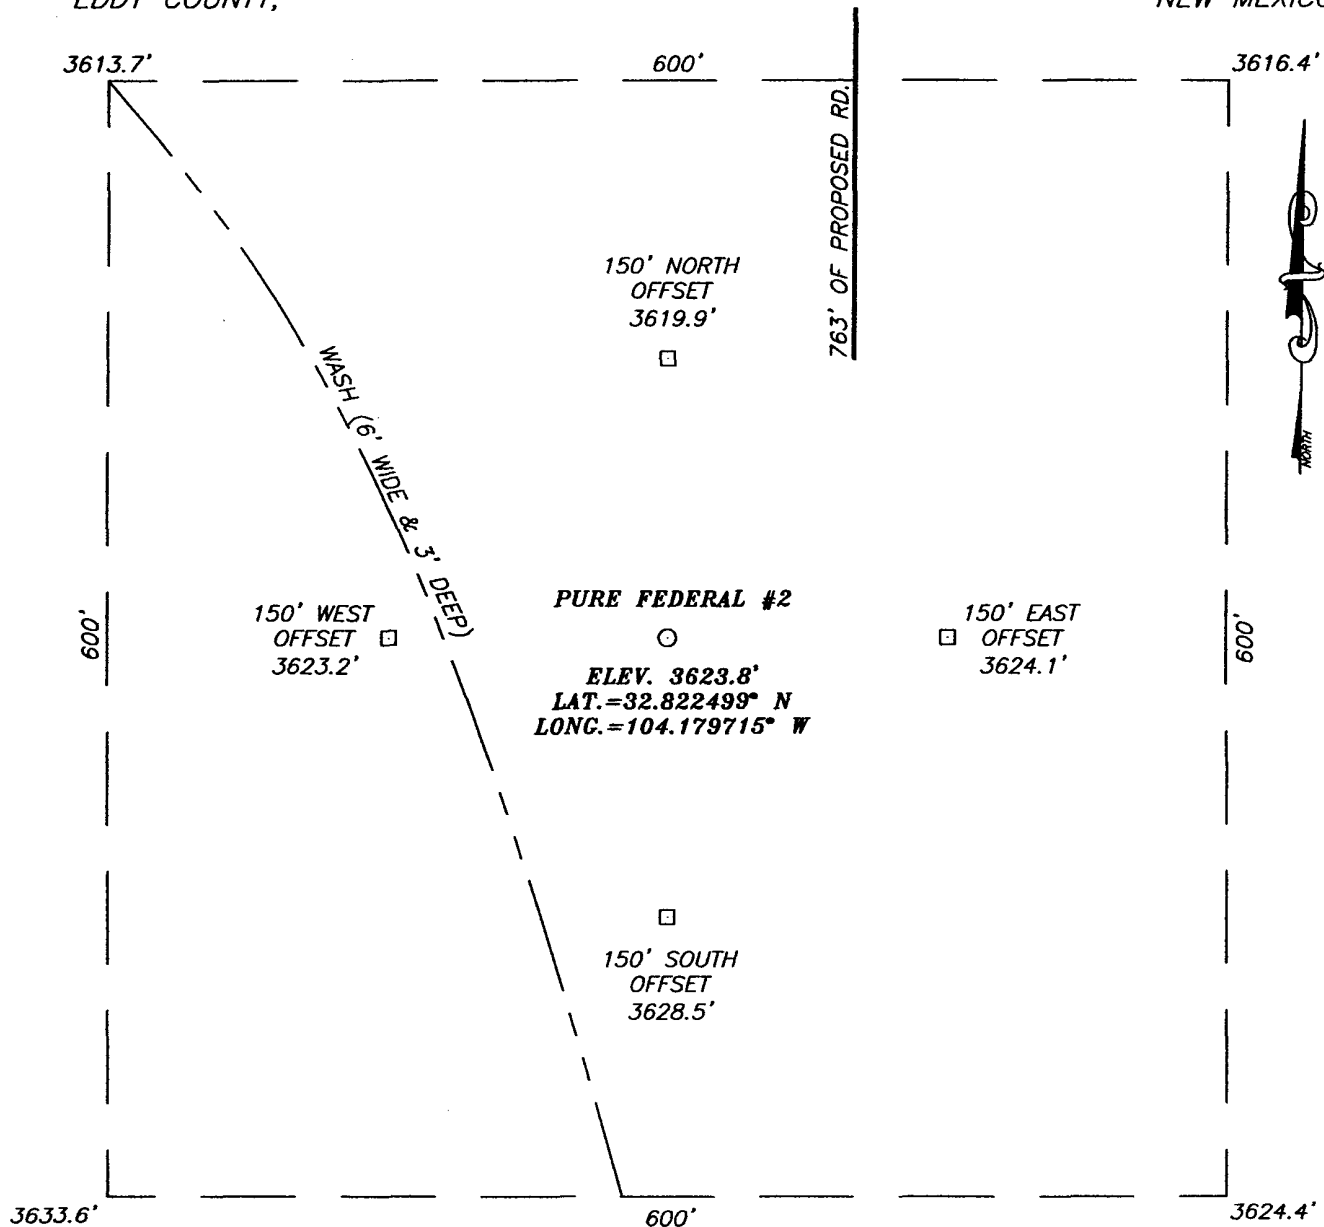 EDDY COUNTY,
NEW MEXICO
3613.7'
600'
3616.4'
763' OF PROPOSED RD.
150' NORTH
OFFSET
3619.9'
NORTH
WASH (6' WIDE & 3' DEEP)
600'
150' WEST
OFFSET
3623.2'
PURE FEDERAL #2
ELEV. 3623.8'
LAT.=32.822499° N
LONG.=104.179715° W
150' EAST
OFFSET
3624.1'
600'
150' SOUTH
OFFSET
3628.5'
3633.6'
600'
3624.4'